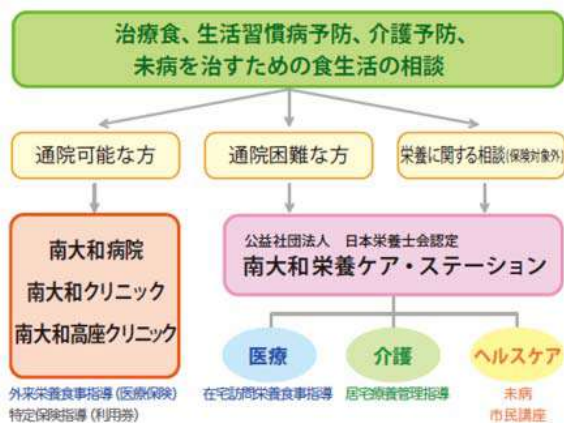 治療食、生活習慣病予防、介護予防、
未病を治すための食生活の相談
通院可能な方
通院困難な方
栄養に関する相談(保険対象外)
南大和病院
南大和クリニック
南大和高座クリニック
公益社団法人　日本栄養士会認定
南大和栄養ケア・ステーション
医療
介護
ヘルスケア
外来栄養食事指導(医療保険)
特定保険指導(利用券)
在宅訪問栄養食事指導
居宅療養管理指導
未病
市民講座